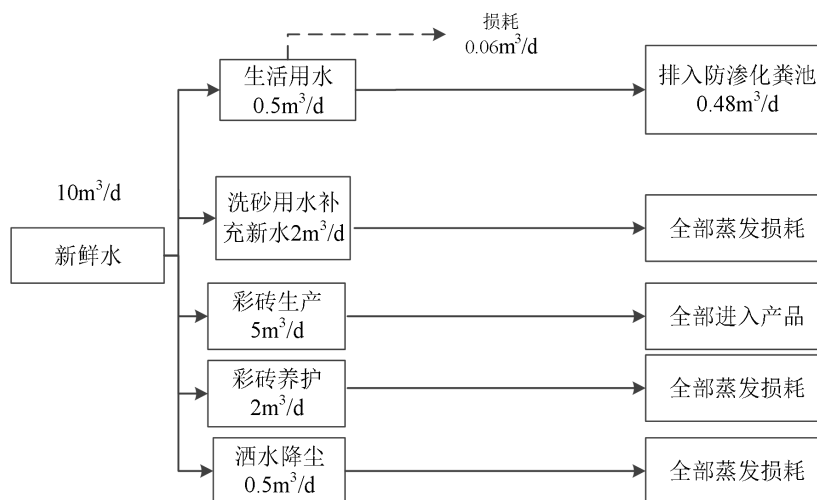 损耗
0.06m³/d
生活用水
0.5m³/d
排入防渗化粪池
0.48m³/d
10m³/d
新鲜水
洗砂用水补
充新水2m³/d
全部蒸发损耗
彩砖生产
5m³/d
全部进入产品
彩砖养护
2m³/d
全部蒸发损耗
洒水降尘
0.5m³/d
全部蒸发损耗